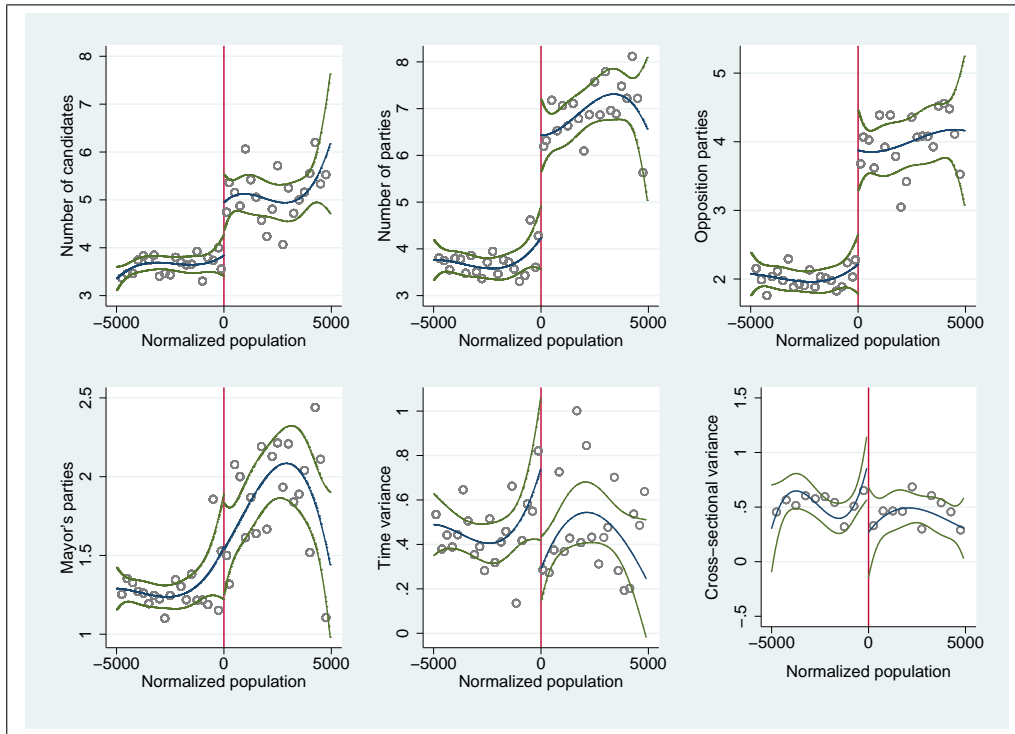 Number of candidates
8
7
6
5
4
3
−5000 0 5000
Normalized population
Number of parties
8
7
6
5
4
3
−5000 0 5000
Normalized population
Opposition parties
5
4
3
2
−5000 0 5000
Normalized population
Mayor's parties
2.5
2
1.5
1
−5000 0 5000
Normalized population
Time variance
1
.8
.6
.4
.2
0
−5000 0 5000
Normalized population
Cross−sectional variance
1.5
1
.5
0
−.5
−5000 0 5000
Normalized population